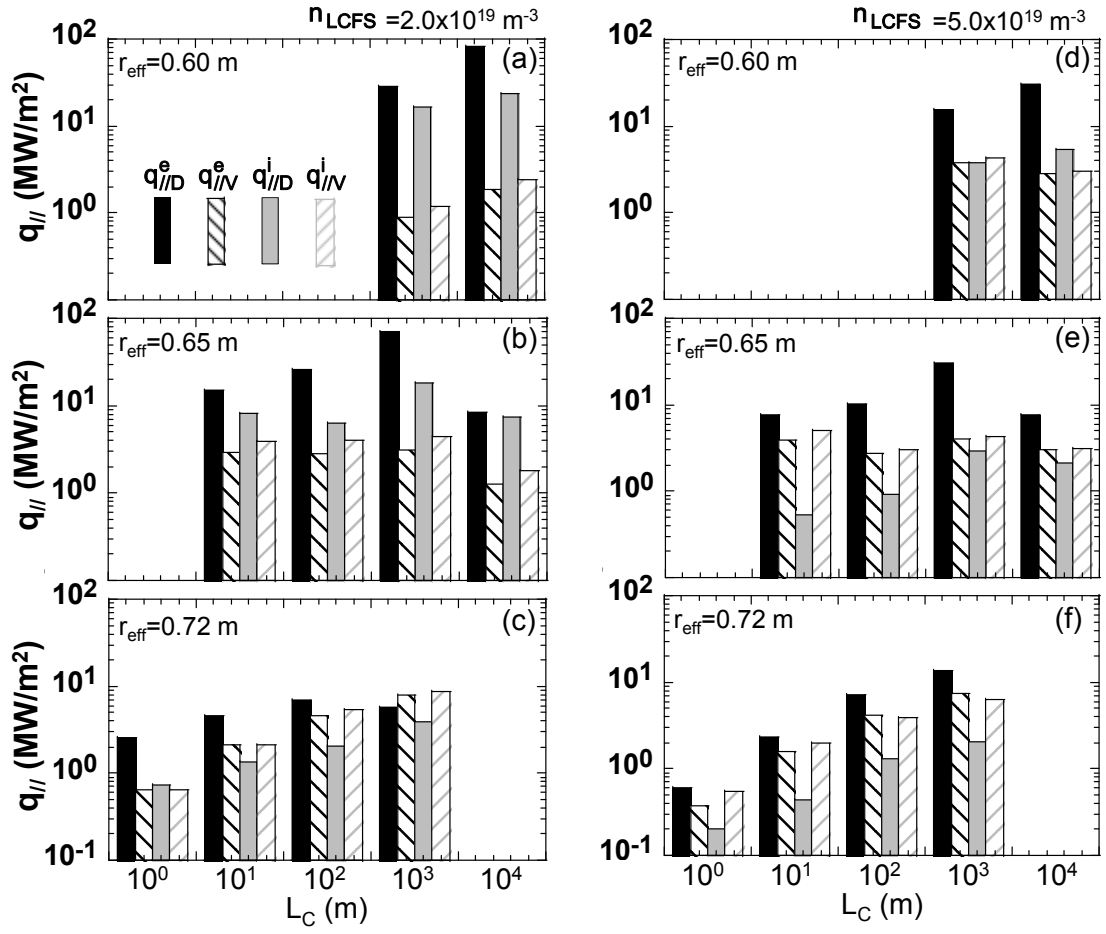 n_LCFS =2.0x10^19 m^-3
n_LCFS =5.0x10^19 m^-3
10^2
10^1
10^0
q_// (MW/m^2)
r_eff=0.60 m
(a)
q^e_//D q^e_//V q^i_//D q^i_//V
10^2
10^1
10^0
q_// (MW/m^2)
r_eff=0.60 m
(d)
10^2
10^1
10^0
q_// (MW/m^2)
r_eff=0.65 m
(b)
10^2
10^1
10^0
q_// (MW/m^2)
r_eff=0.65 m
(e)
10^2
10^1
10^0
10^-1
q_// (MW/m^2)
r_eff=0.72 m
(c)
10^0 10^1 10^2 10^3 10^4
L_C (m)
10^2
10^1
10^0
10^-1
q_// (MW/m^2)
r_eff=0.72 m
(f)
10^0 10^1 10^2 10^3 10^4
L_C (m)